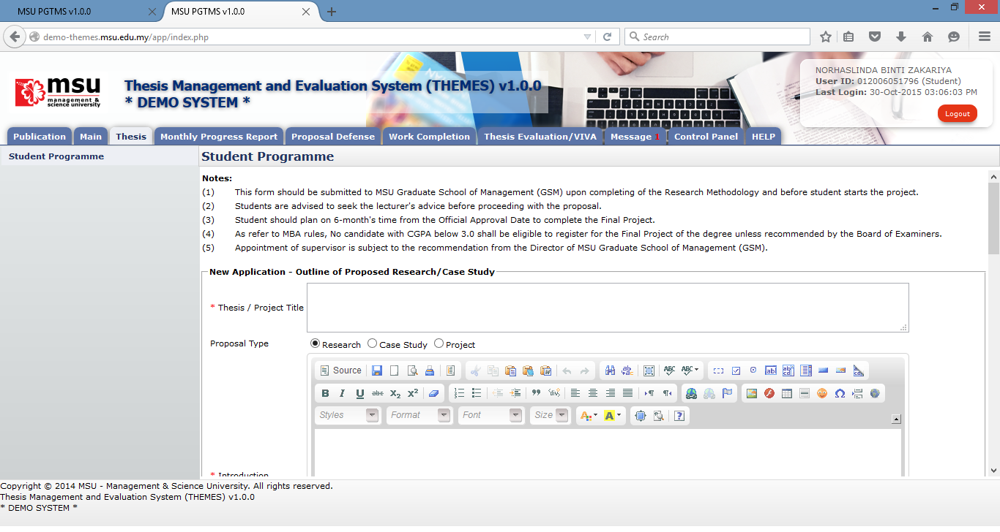 MSU PGTMS v1.0.0
MSU PGTMS v1.0.0
demo-themes.msu.edu.my/app/index.php
Search
msu
management &
science university
Thesis Management and Evaluation System (THEMES) v1.0.0
* DEMO SYSTEM *
NORHASLINDA BINTI ZAKARIYA
User ID: 012006051796 (Student)
Last Login: 30-Oct-2015 03:06:03 PM
Logout
Publication
Main
Thesis
Monthly Progress Report
Proposal Defense
Work Completion
Thesis Evaluation/VIVA
Message 1
Control Panel
HELP
Student Programme
Student Programme
Notes:
(1) This form should be submitted to MSU Graduate School of Management (GSM) upon completing of the Research Methodology and before student starts the project.
(2) Students are advised to seek the lecturer's advice before proceeding with the proposal.
(3) Student should plan on 6-month's time from the Official Approval Date to complete the Final Project.
(4) As refer to MBA rules, No candidate with CGPA below 3.0 shall be eligible to register for the Final Project of the degree unless recommended by the Board of Examiners.
(5) Appointment of supervisor is subject to the recommendation from the Director of MSU Graduate School of Management (GSM).
New Application - Outline of Proposed Research/Case Study
* Thesis / Project Title
Proposal Type
Research
Case Study
Project
Source
B I U abc X₂ X²
Styles
Format
Font
Size
* Introduction
Copyright © 2014 MSU - Management & Science University. All rights reserved.
Thesis Management and Evaluation System (THEMES) v1.0.0
* DEMO SYSTEM *